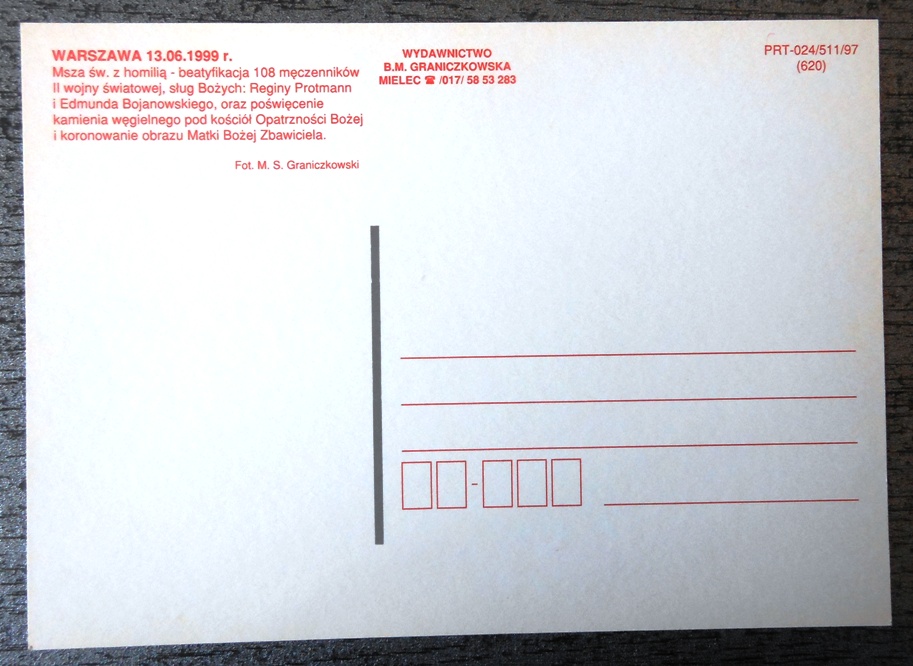 WARSZAWA 13.06.1999 r.
Msza św. z homilią - beatyfikacja 108 męczenników
II wojny światowej, sług Bożych: Reginy Protmann
i Edmunda Bojanowskiego, oraz poświęcenie
kamienia węgielnego pod kościół Opatrzności Bożej
i koronowanie obrazu Matki Bożej Zbawiciela.
Fot. M. S. Graniczkowski
WYDAWNICTWO
B.M. GRANICZKOWSKA
MIELEC ☎ /017/ 58 53 283
PRT-024/511/97
(620)
-